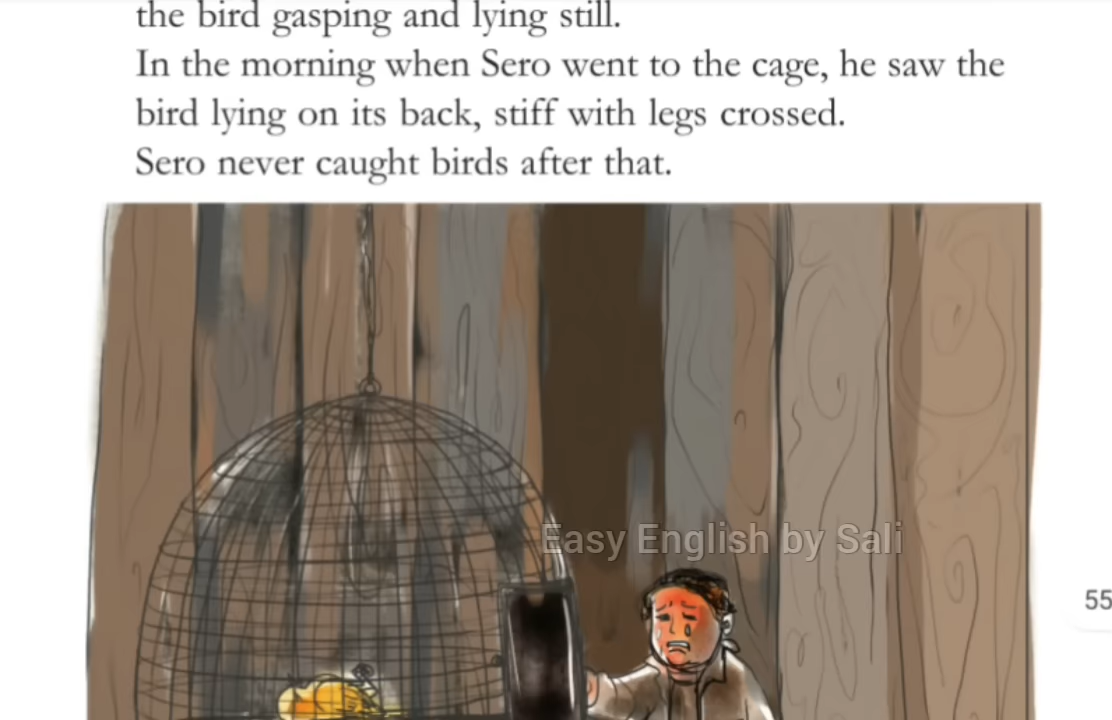 the bird gasping and lying still.
In the morning when Sero went to the cage, he saw the
bird lying on its back, stiff with legs crossed.
Sero never caught birds after that.
Easy English by Sali
55